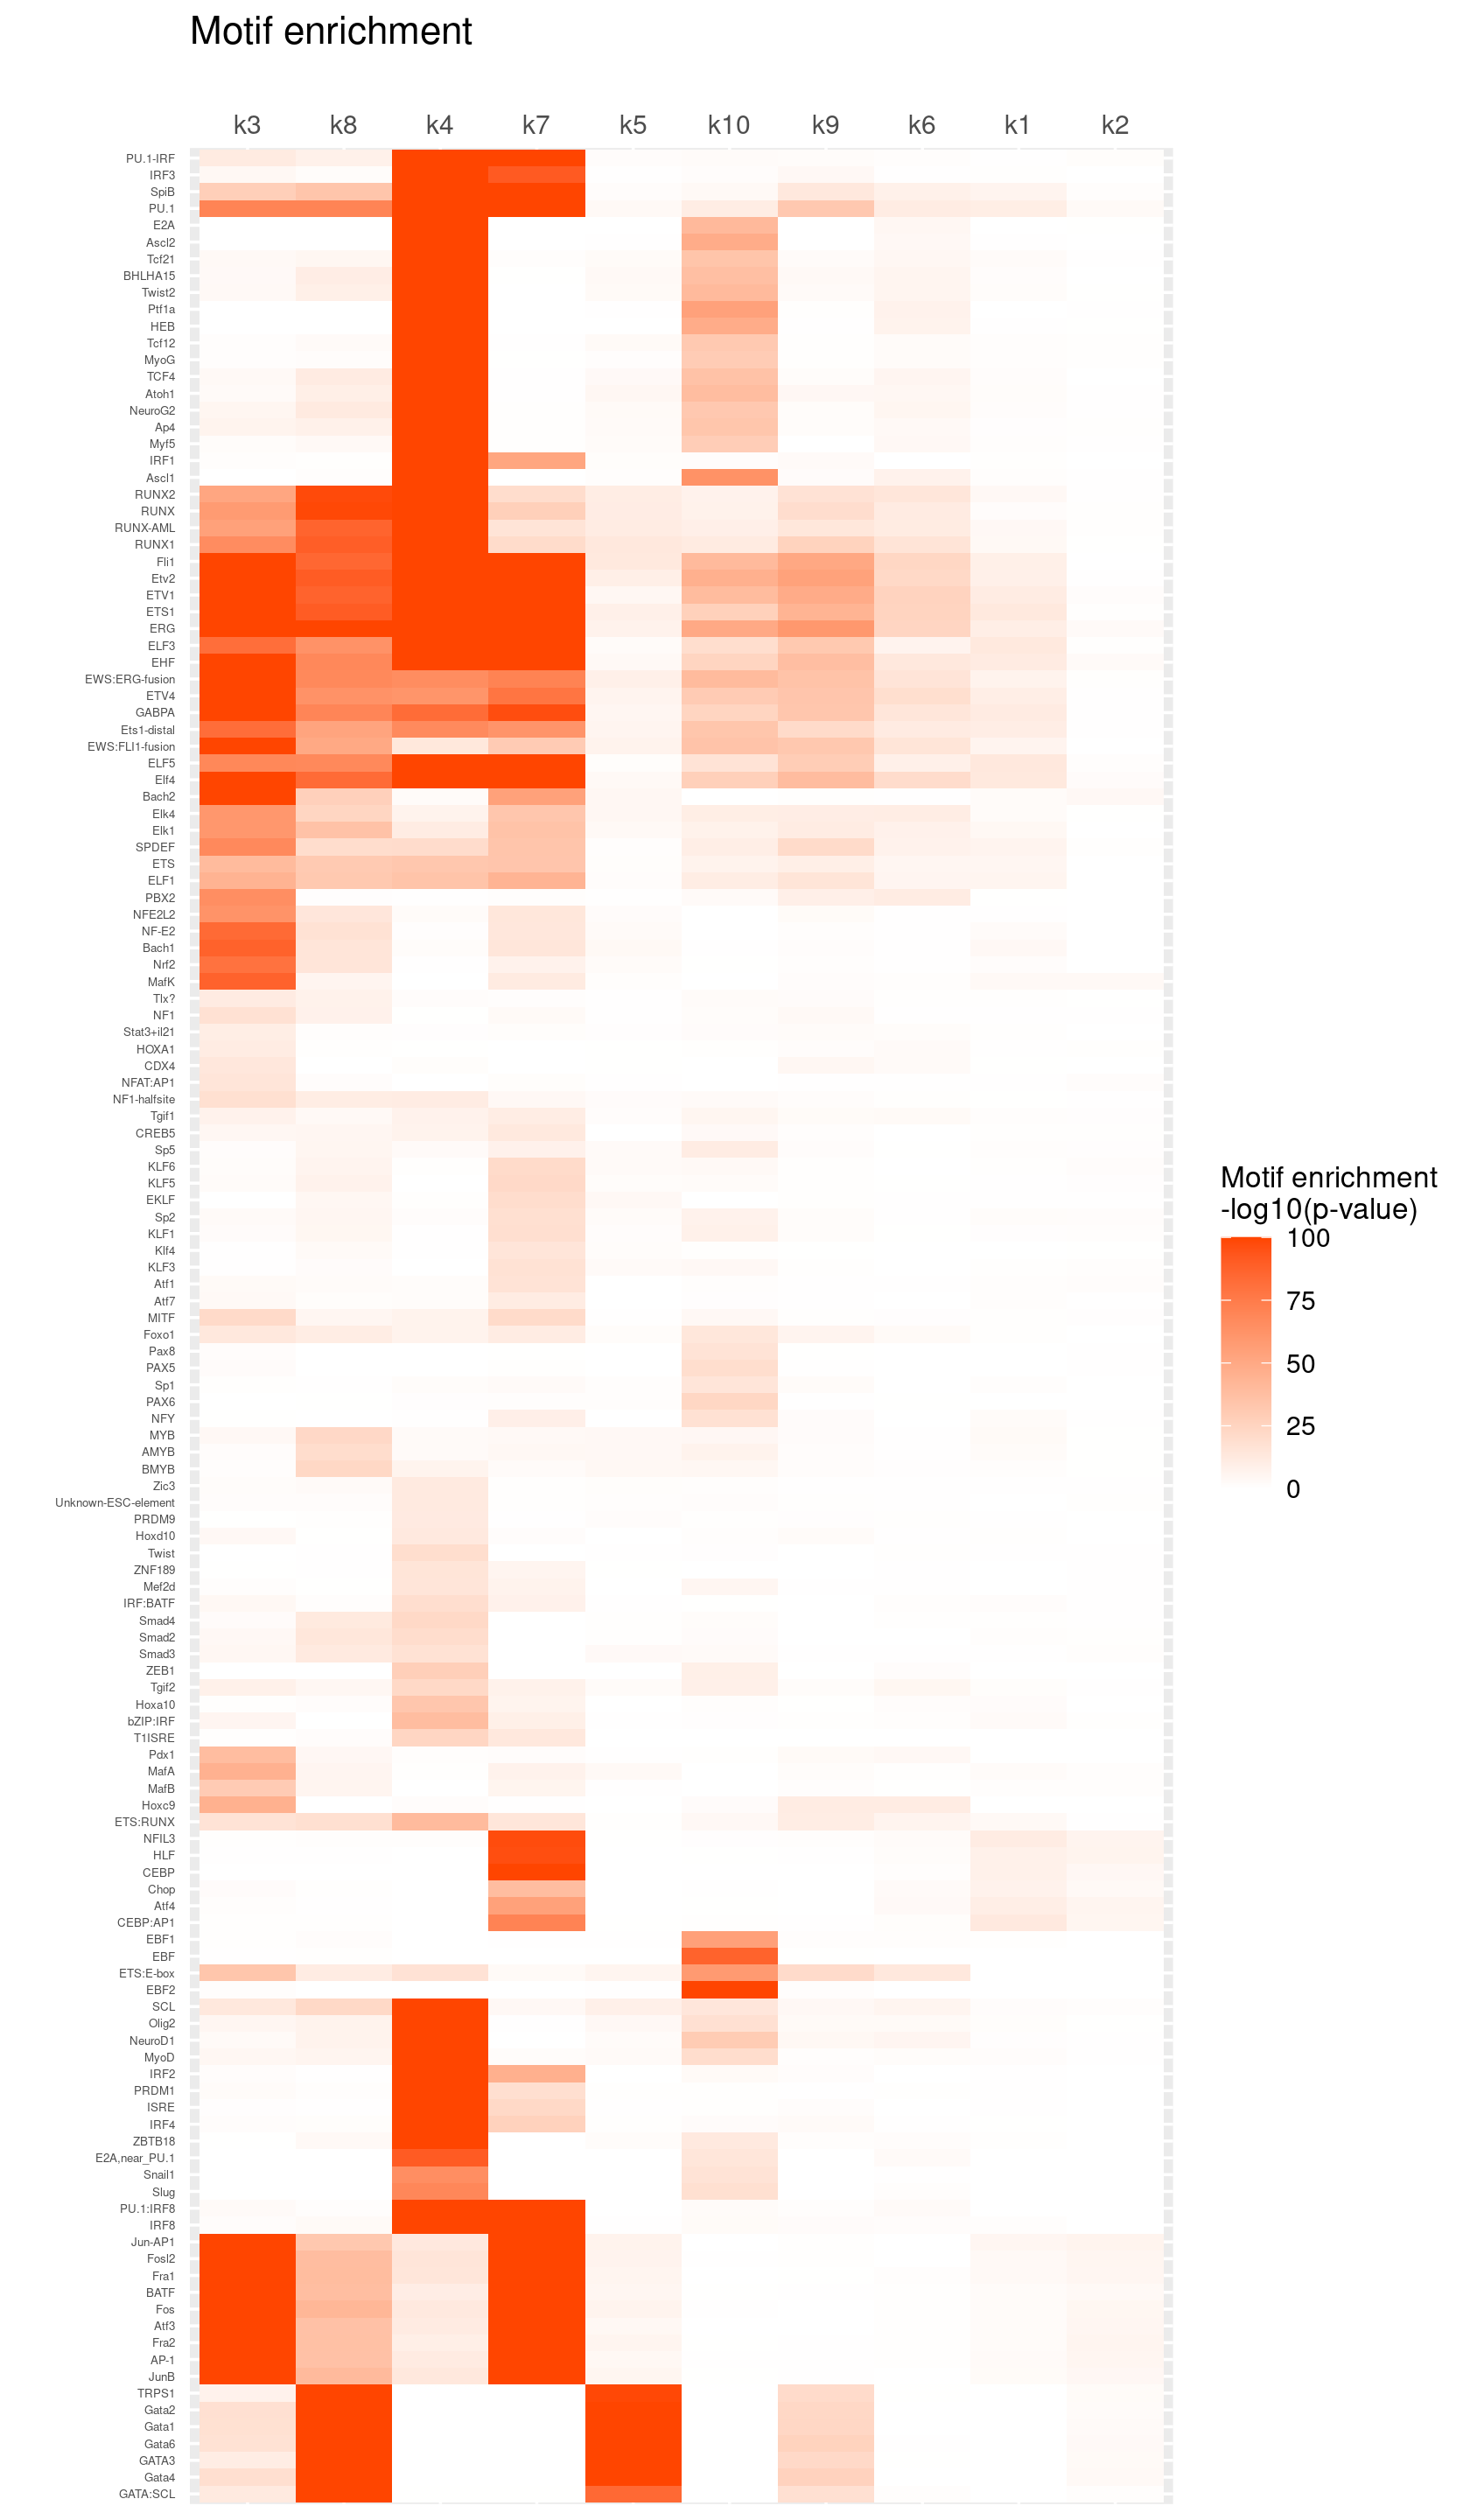 Motif enrichment
k3 k8 k4 k7 k5 k10 k9 k6 k1 k2
PU.1-IRF
IRF3
SpiB
PU.1
E2A
Ascl2
Tcf21
BHLHA15
Twist2
Ptf1a
HEB
Tcf12
MyoG
TCF4
Atoh1
NeuroG2
Ap4
Myf5
IRF1
Ascl1
RUNX2
RUNX
RUNX-AML
RUNX1
Fli1
Etv2
ETV1
ETS1
ERG
ELF3
EHF
EWS:ERG-fusion
ETV4
GABPA
Ets1-distal
EWS:FLI1-fusion
ELF5
Elf4
Bach2
Elk4
Elk1
SPDEF
ETS
ELF1
PBX2
NFE2L2
NF-E2
Bach1
Nrf2
MafK
Tlx?
NF1
Stat3+il21
HOXA1
CDX4
NFAT:AP1
NF1-halfsite
Tgif1
CREB5
Sp5
KLF6
KLF5
EKLF
Sp2
KLF1
Klf4
KLF3
Atf1
Atf7
MITF
Foxo1
Pax8
PAX5
Sp1
PAX6
NFY
MYB
AMYB
BMYB
Zic3
Unknown-ESC-element
PRDM9
Hoxd10
Twist
ZNF189
Mef2d
IRF:BATF
Smad4
Smad2
Smad3
ZEB1
Tgif2
Hoxa10
bZIP:IRF
T1ISRE
Pdx1
MafA
MafB
Hoxc9
ETS:RUNX
NFIL3
HLF
CEBP
Chop
Atf4
CEBP:AP1
EBF1
EBF
ETS:E-box
EBF2
SCL
Olig2
NeuroD1
MyoD
IRF2
PRDM1
ISRE
IRF4
ZBTB18
E2A,near_PU.1
Snail1
Slug
PU.1:IRF8
IRF8
Jun-AP1
Fosl2
Fra1
BATF
Fos
Atf3
Fra2
AP-1
JunB
TRPS1
Gata2
Gata1
Gata6
GATA3
Gata4
GATA:SCL
Motif enrichment
-log10(p-value)
100
75
50
25
0